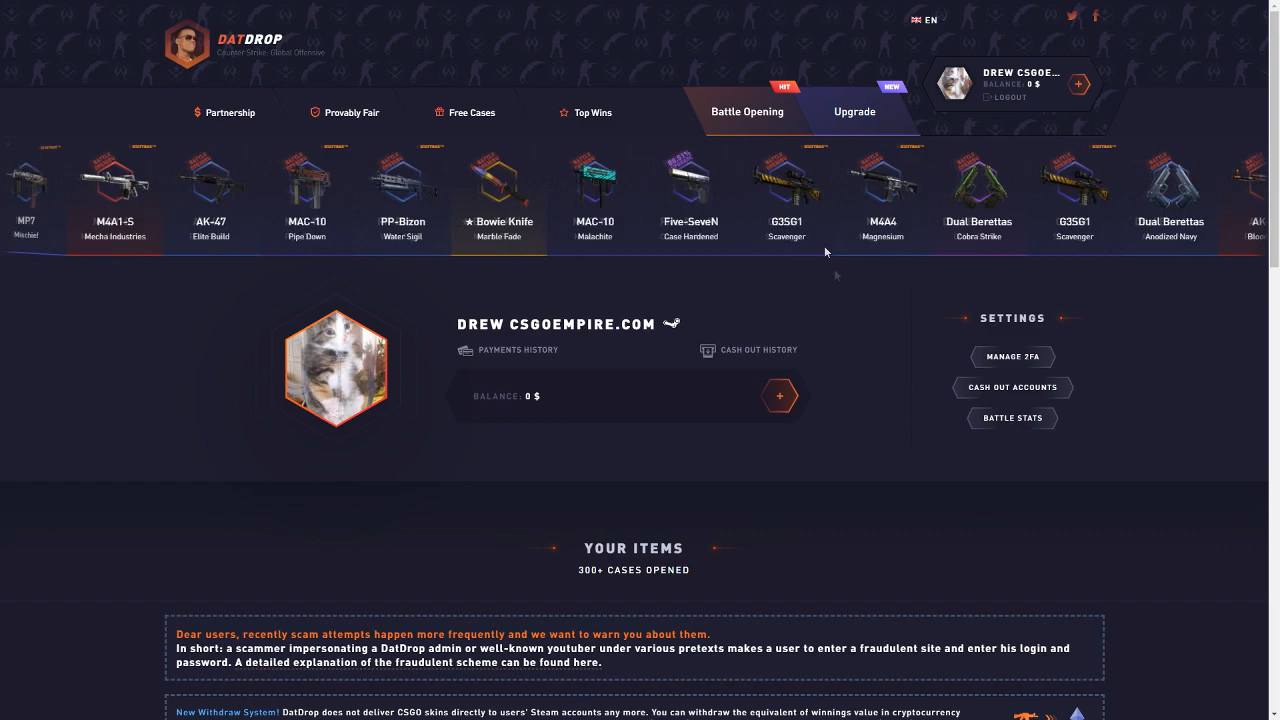 EN
DATDROP
Counter Strike: Global Offensive
DREW CSGOE...
BALANCE: 0 $
LOGOUT
HIT
NEW
Partnership
Provably Fair
Free Cases
Top Wins
Battle Opening
Upgrade
MP7
Mischief
M4A1-S
Mecha Industries
AK-47
Elite Build
MAC-10
Pipe Down
PP-Bizon
Water Sigil
★ Bowie Knife
Marble Fade
MAC-10
Malachite
Five-SeveN
Case Hardened
G3SG1
Scavenger
M4A4
Magnesium
Dual Berettas
Cobra Strike
G3SG1
Scavenger
Dual Berettas
Anodized Navy
DREW CSGOEMPIRE.COM
PAYMENTS HISTORY
CASH OUT HISTORY
BALANCE: 0 $
SETTINGS
MANAGE 2FA
CASH OUT ACCOUNTS
BATTLE STATS
YOUR ITEMS
300+ CASES OPENED
Dear users, recently scam attempts happen more frequently and we want to warn you about them.
In short: a scammer impersonating a DatDrop admin or well-known youtuber under various pretexts makes a user to enter a fraudulent site and enter his login and
password. A detailed explanation of the fraudulent scheme can be found here.
New Withdraw System! DatDrop does not deliver CSGO skins directly to users' Steam accounts any more. You can withdraw the equivalent of winnings value in cryptocurrency